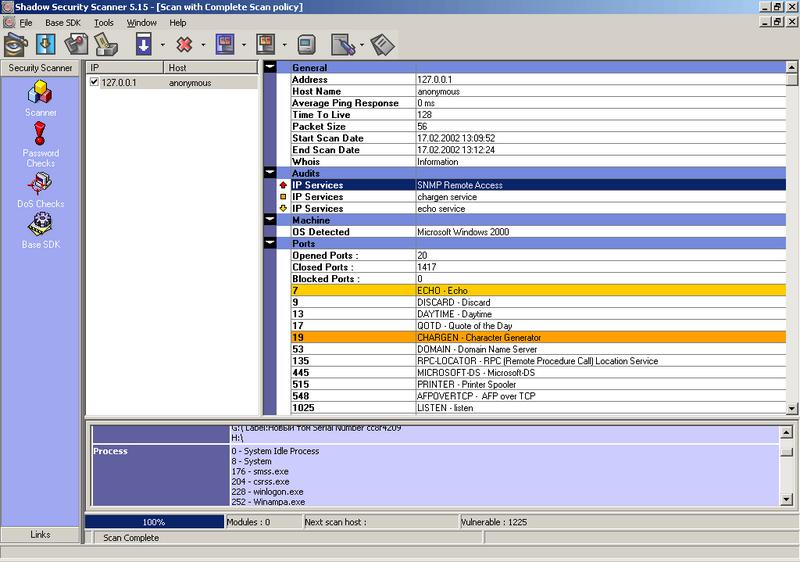 Shadow Security Scanner 5.15 - [Scan with Complete Scan policy]
File Base SDK Tools Window Help
Security Scanner
Scanner
Password Checks
DoS Checks
Base SDK
Links
IP Host
127.0.0.1 anonymous
General
Address 127.0.0.1
Host Name anonymous
Average Ping Response 0 ms
Time To Live 128
Packet Size 56
Start Scan Date 17.02.2002 13:09:52
End Scan Date 17.02.2002 13:12:24
Whois Information
Audits
IP Services SNMP Remote Access
IP Services chargen service
IP Services echo service
Machine
OS Detected Microsoft Windows 2000
Ports
Opened Ports : 20
Closed Ports : 1417
Blocked Ports : 0
7 ECHO - Echo
9 DISCARD - Discard
13 DAYTIME - Daytime
17 QOTD - Quote of the Day
19 CHARGEN - Character Generator
53 DOMAIN - Domain Name Server
135 RPC-LOCATOR - RPC (Remote Procedure Call) Location Service
445 MICROSOFT-DS - Microsoft-DS
515 PRINTER - Printer Spooler
548 AFPOVERTCP - AFP over TCP
1025 LISTEN - listen
G:\ Label:Новый том Serial Number
H:\
Process 0 - System Idle Process
8 - System
176 - smss.exe
204 - csrss.exe
228 - winlogon.exe
252 - Winampa.exe
100% Modules : 0 Next scan host : Vulnerable : 1225
Scan Complete